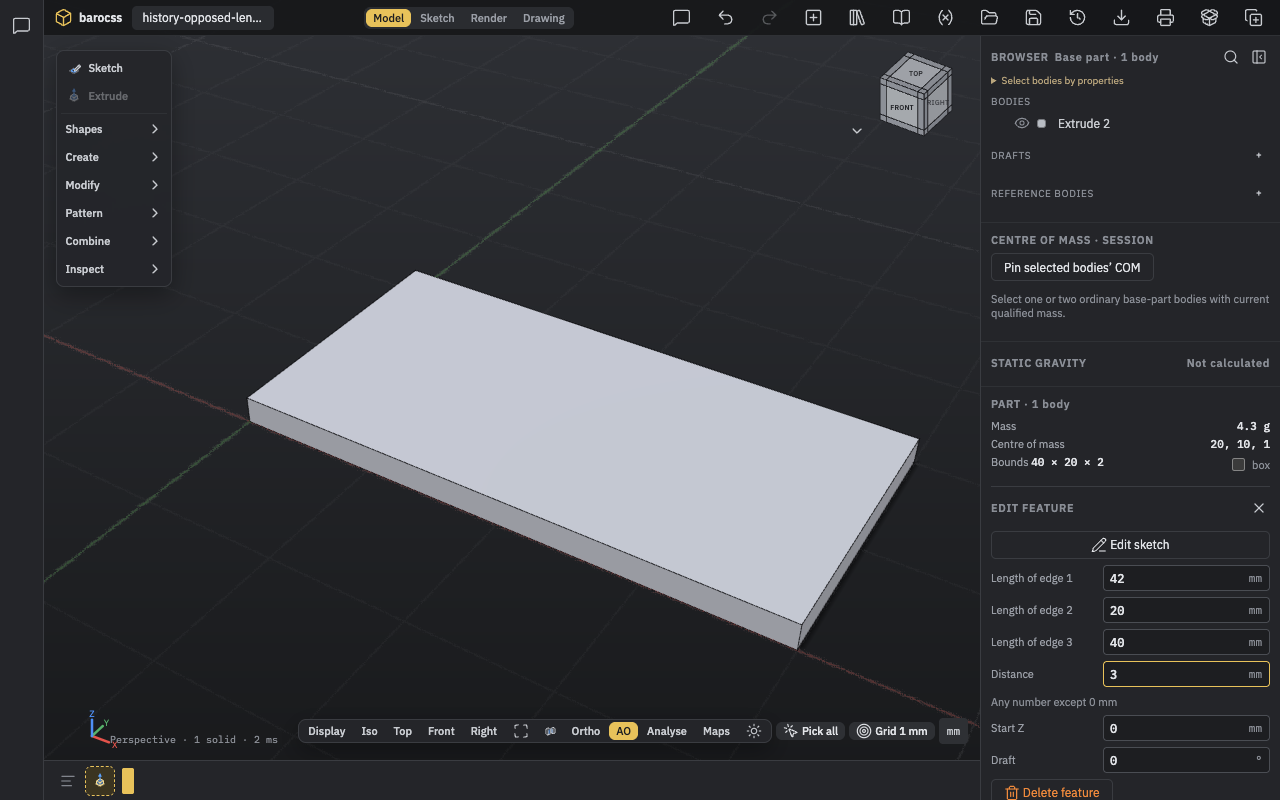 barocss
history-opposed-len...
Model Sketch Render Drawing
Sketch
Extrude
Shapes
Create
Modify
Pattern
Combine
Inspect
TOP
FRONT
RIGHT
BROWSER Base part · 1 body
Select bodies by properties
BODIES
Extrude 2
DRAFTS +
REFERENCE BODIES +
CENTRE OF MASS · SESSION
Pin selected bodies’ COM
Select one or two ordinary base-part bodies with current
qualified mass.
STATIC GRAVITY Not calculated
PART · 1 body
Mass 4.3 g
Centre of mass 20, 10, 1
Bounds 40 × 20 × 2 box
EDIT FEATURE
Edit sketch
Length of edge 1 42 mm
Length of edge 2 20 mm
Length of edge 3 40 mm
Distance 3 mm
Any number except 0 mm
Start Z 0 mm
Draft 0 °
Delete feature
Z
Y
X
Perspective · 1 solid · 2 ms
Display Iso Top Front Right Ortho AO Analyse Maps Pick all Grid 1 mm mm